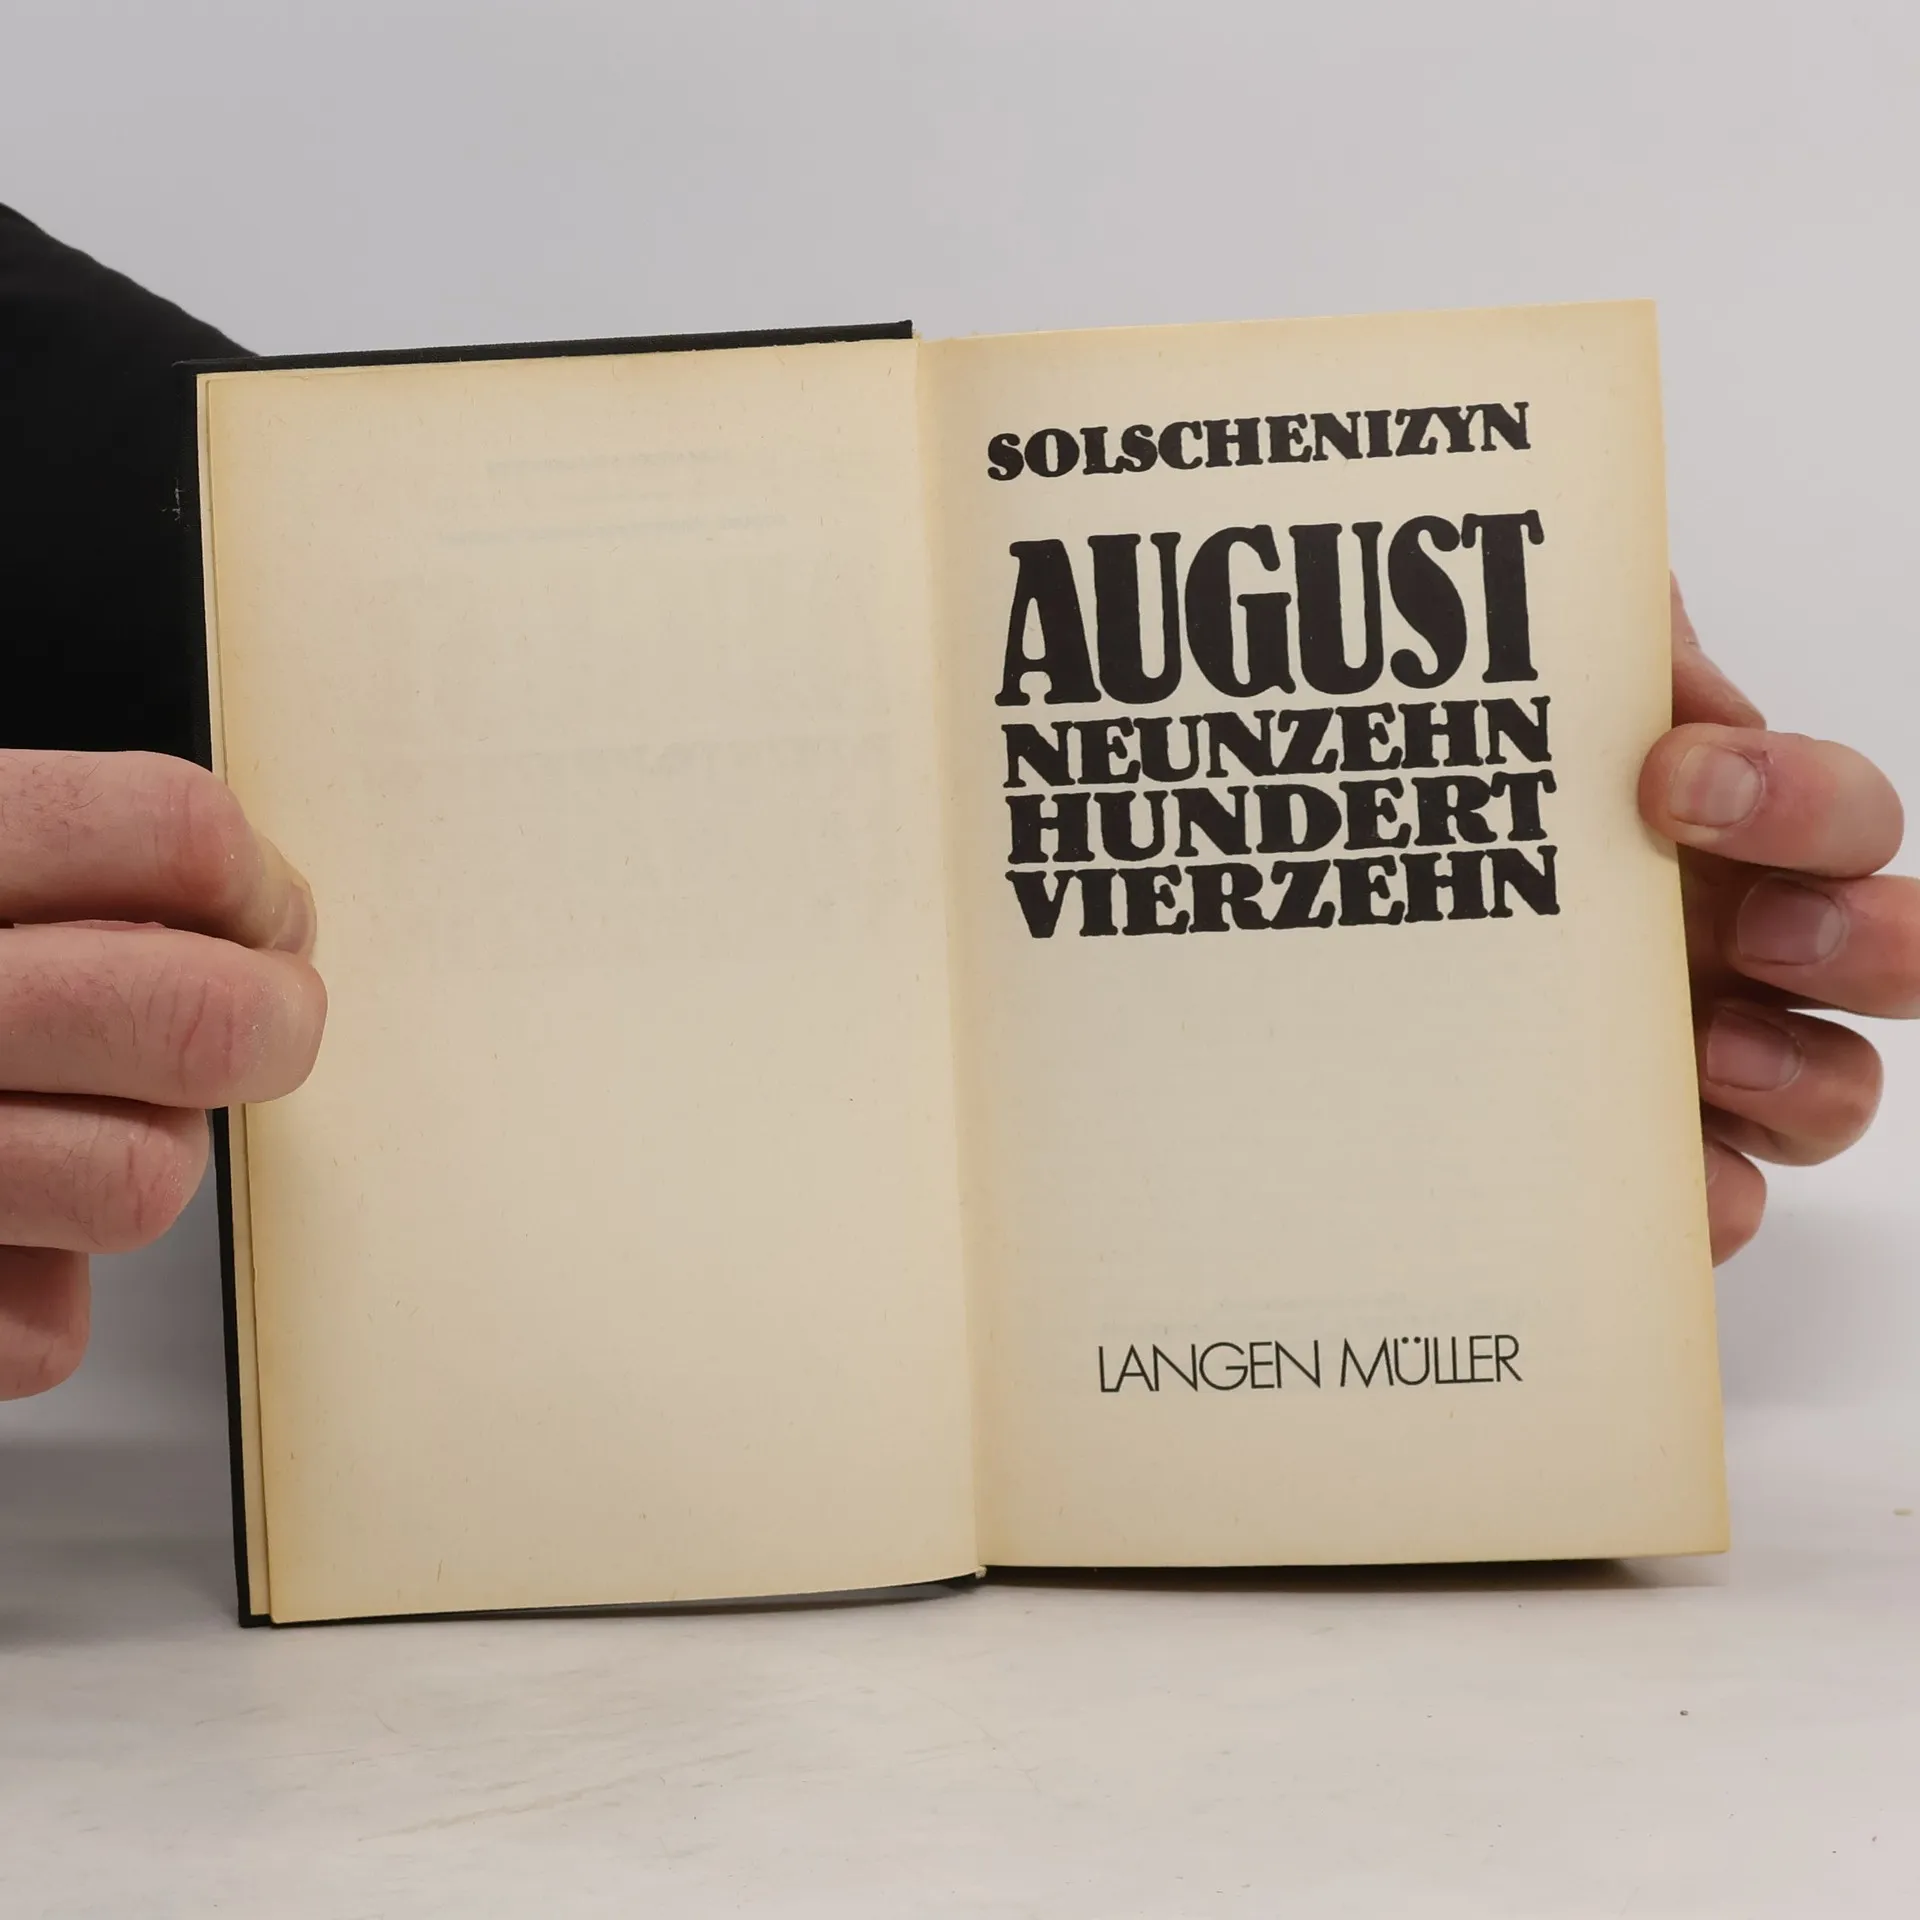 SOLSCHENIZYN
AUGUST
NEUNZEHN
HUNDERT
VIERZEHN
LANGEN MÜLLER